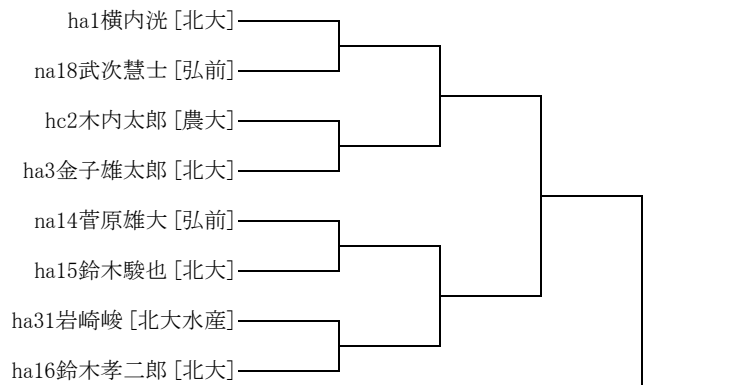 ha1横内洸 [北大]
na18武次慧士 [弘前]
hc2木内太郎 [農大]
ha3金子雄太郎 [北大]
na14菅原雄大 [弘前]
ha15鈴木駿也 [北大]
ha31岩崎峻 [北大水産]
ha16鈴木孝二郎 [北大]